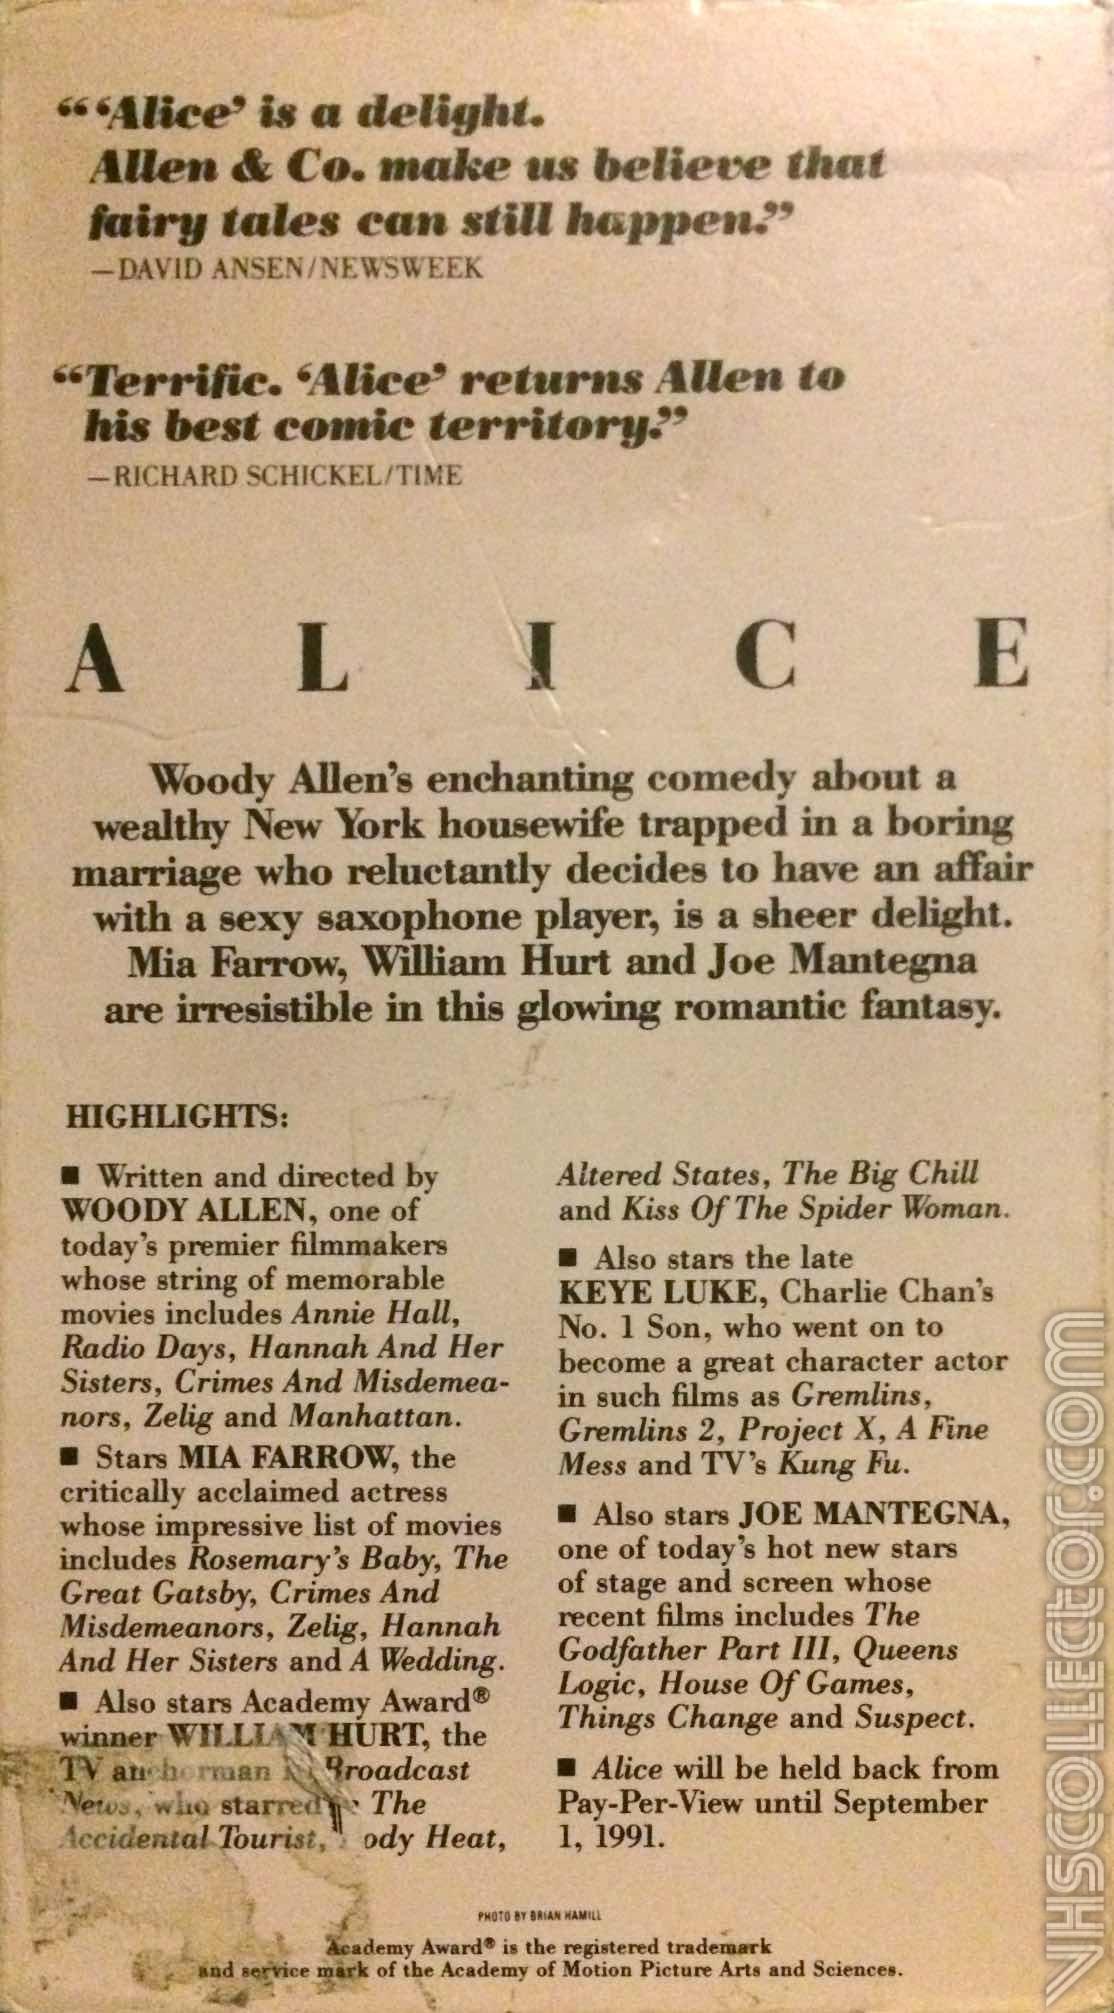 “‘Alice’ is a delight.
Allen & Co. make us believe that
fairy tales can still happen.”
—DAVID ANSEN/NEWSWEEK
“Terrific. ‘Alice’ returns Allen to
his best comic territory.”
—RICHARD SCHICKEL/TIME
A L I C E
Woody Allen's enchanting comedy about a
wealthy New York housewife trapped in a boring
marriage who reluctantly decides to have an affair
with a sexy saxophone player, is a sheer delight.
Mia Farrow, William Hurt and Joe Mantegna
are irresistible in this glowing romantic fantasy.
HIGHLIGHTS:
■ Written and directed by
WOODY ALLEN, one of
today's premier filmmakers
whose string of memorable
movies includes Annie Hall,
Radio Days, Hannah And Her
Sisters, Crimes And Misdemea-
nors, Zelig and Manhattan.
■ Stars MIA FARROW, the
critically acclaimed actress
whose impressive list of movies
includes Rosemary's Baby, The
Great Gatsby, Crimes And
Misdemeanors, Zelig, Hannah
And Her Sisters and A Wedding.
■ Also stars Academy Award®
winner WILLIAM HURT, the
TV anchorman Broadcast
News, who starred The
Accidental Tourist, ody Heat,
Altered States, The Big Chill
and Kiss Of The Spider Woman.
■ Also stars the late
KEYE LUKE, Charlie Chan's
No. 1 Son, who went on to
become a great character actor
in such films as Gremlins,
Gremlins 2, Project X, A Fine
Mess and TV's Kung Fu.
■ Also stars JOE MANTEGNA,
one of today's hot new stars
of stage and screen whose
recent films includes The
Godfather Part III, Queens
Logic, House Of Games,
Things Change and Suspect.
■ Alice will be held back from
Pay-Per-View until September
1, 1991.
PHOTO BY BRIAN HAMILL
Academy Award® is the registered trademark
and service mark of the Academy of Motion Picture Arts and Sciences.
VHSCOLLECTOR.COM